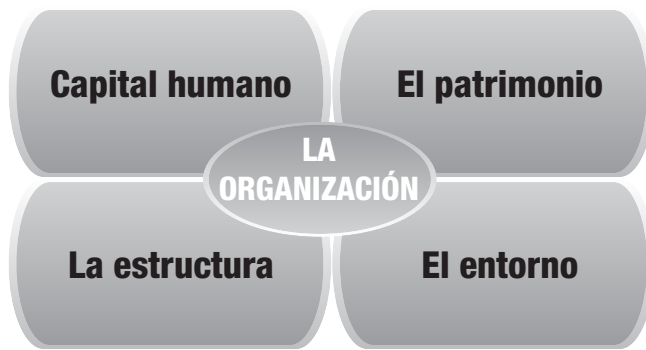 Capital humano
El patrimonio
LA
ORGANIZACIÓN
La estructura
El entorno